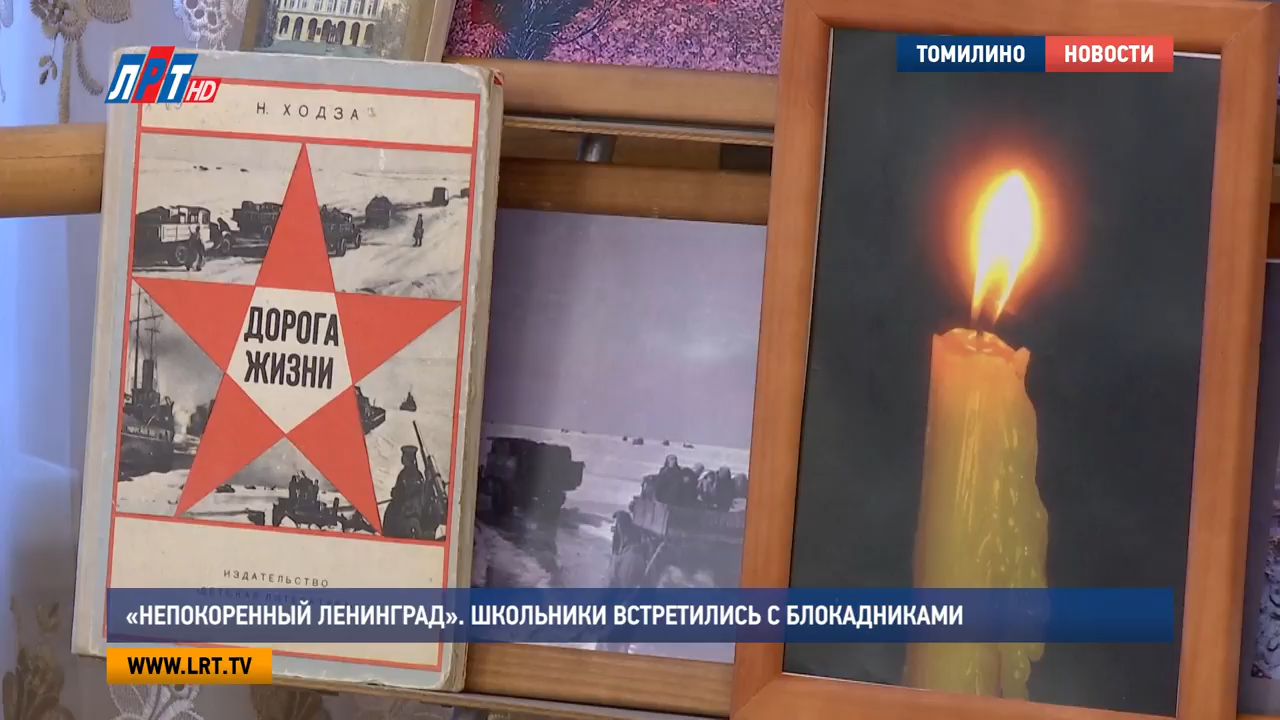 ЛРТ HD
ТОМИЛИНО НОВОСТИ
Н. ХОДЗА
ДОРОГА
ЖИЗНИ
ИЗДАТЕЛЬСТВО
«НЕПОКОРЕННЫЙ ЛЕНИНГРАД». ШКОЛЬНИКИ ВСТРЕТИЛИСЬ С БЛОКАДНИКАМИ
WWW.LRT.TV